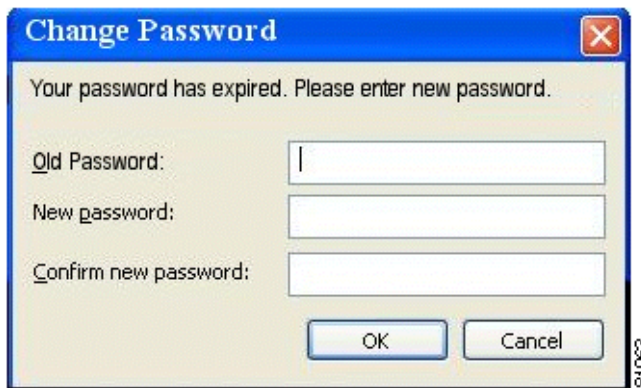 Change Password
Your password has expired. Please enter new password.
Old Password:
New password:
Confirm new password:
OK
Cancel